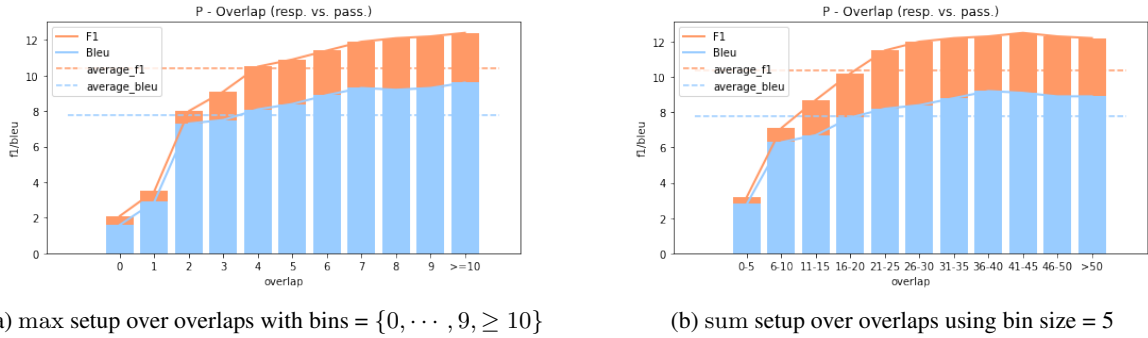 P - Overlap (resp. vs. pass.)
F1
Bleu
average_f1
average_bleu
f1/bleu
12
10
8
6
4
2
0
0 1 2 3 4 5 6 7 8 9 >=10
overlap
) max setup over overlaps with bins = {0, ⋯ , 9, ≥ 10}
P - Overlap (resp. vs. pass.)
F1
Bleu
average_f1
average_bleu
f1/bleu
12
10
8
6
4
2
0
0-5 6-10 11-15 16-20 21-25 26-30 31-35 36-40 41-45 46-50 >50
overlap
(b) sum setup over overlaps using bin size = 5